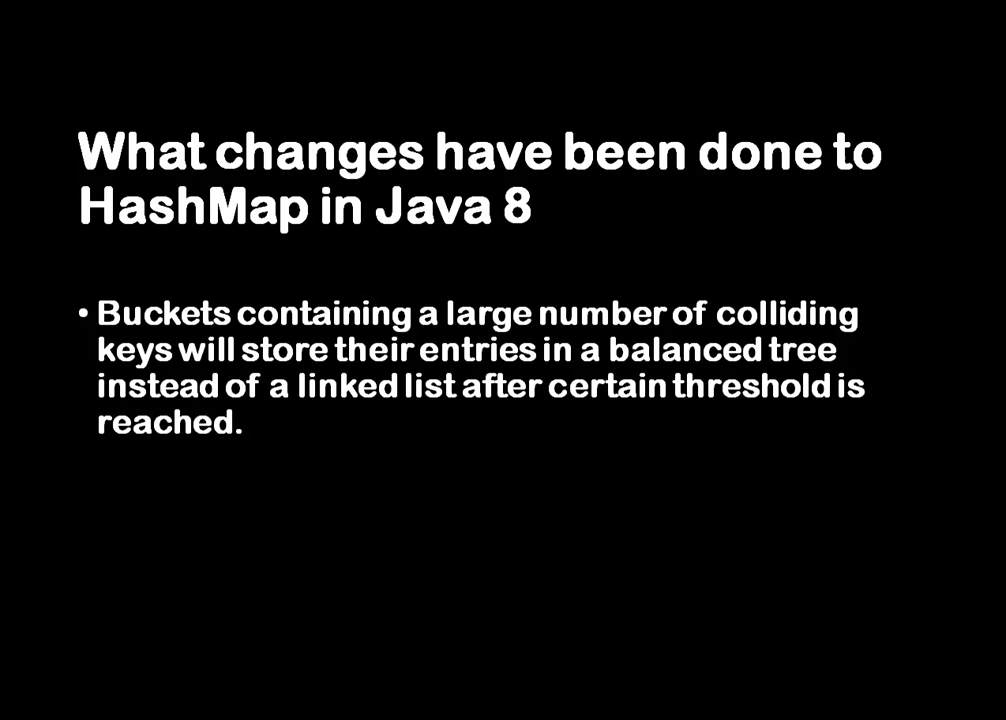 What changes have been done to
HashMap in Java 8
• Buckets containing a large number of colliding
keys will store their entries in a balanced tree
instead of a linked list after certain threshold is
reached.